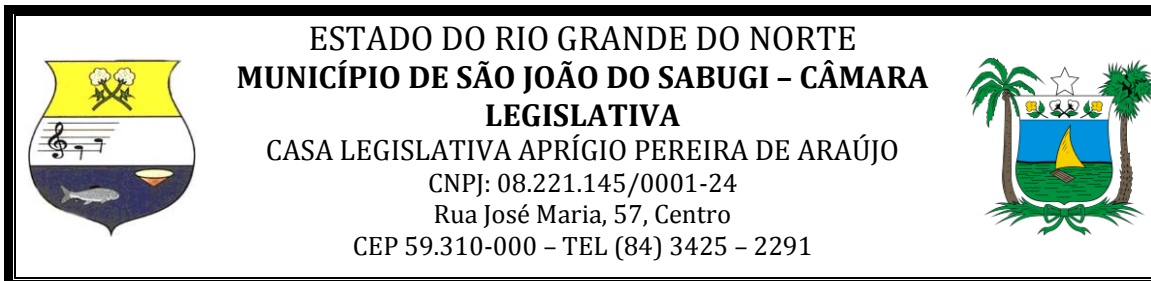 ESTADO DO RIO GRANDE DO NORTE
MUNICÍPIO DE SÃO JOÃO DO SABUGI – CÂMARA
LEGISLATIVA
CASA LEGISLATIVA APRÍGIO PEREIRA DE ARAÚJO
CNPJ: 08.221.145/0001-24
Rua José Maria, 57, Centro
CEP 59.310-000 – TEL (84) 3425 – 2291